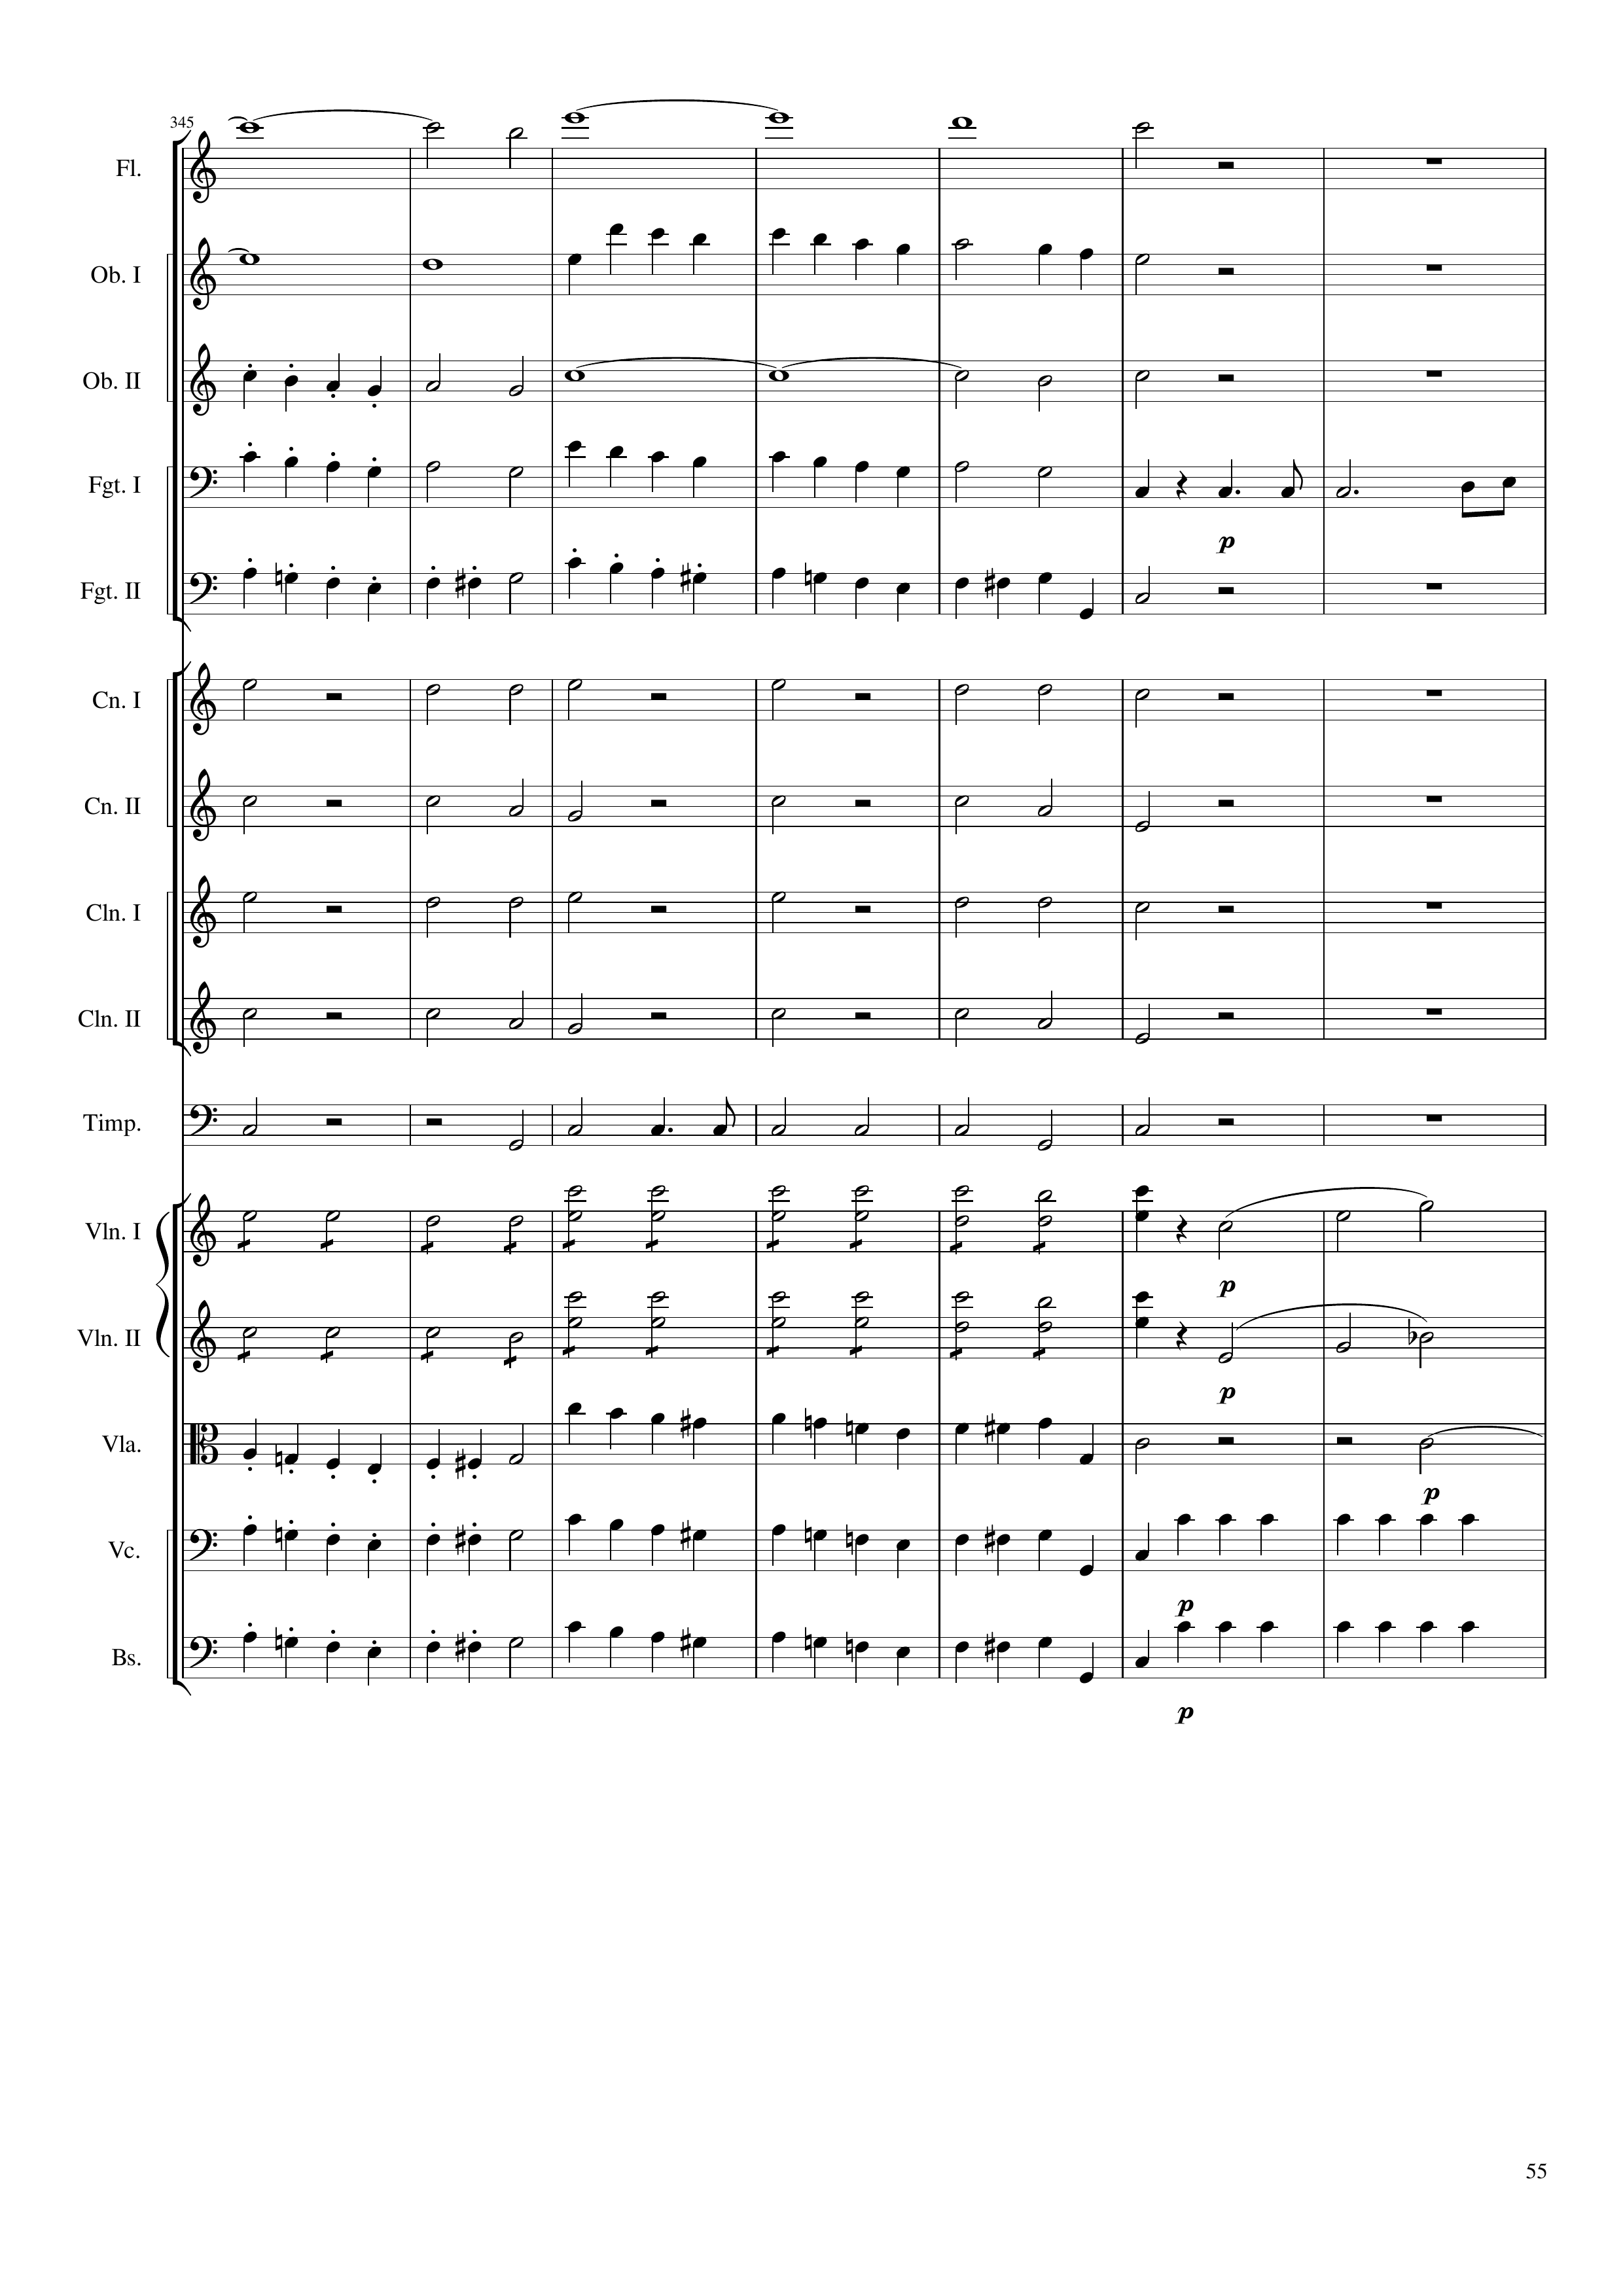 345
Fl.
Ob. I
Ob. II
Fgt. I
p
Fgt. II
Cn. I
Cn. II
Cln. I
Cln. II
Timp.
Vln. I
p
Vln. II
p
Vla.
p
Vc.
p
Bs.
p
55